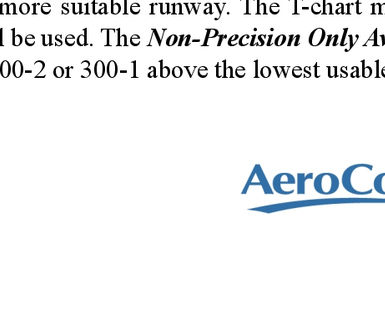 more suitable runway. The T-chart m
l be used. The Non-Precision Only Av
00-2 or 300-1 above the lowest usable
AeroCo